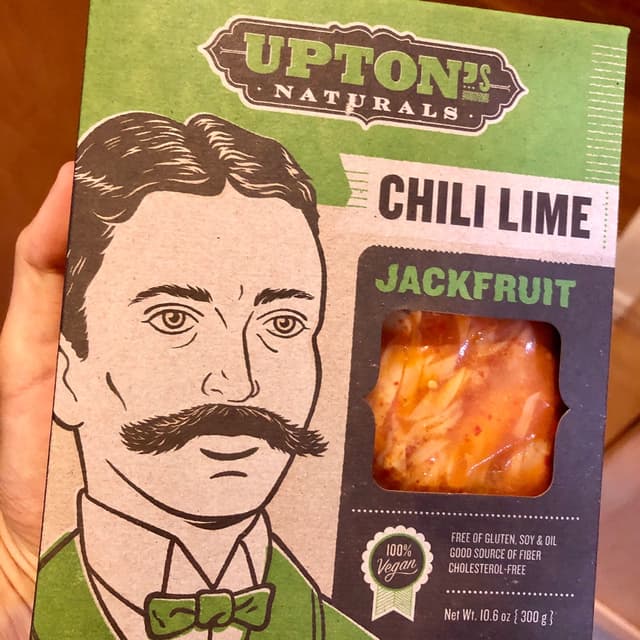 UPTON'S
NATURALS
CHILI LIME
JACKFRUIT
100%
Vegan
FREE OF GLUTEN, SOY & OIL
GOOD SOURCE OF FIBER
CHOLESTEROL-FREE
Net Wt. 10.6 oz { 300 g }